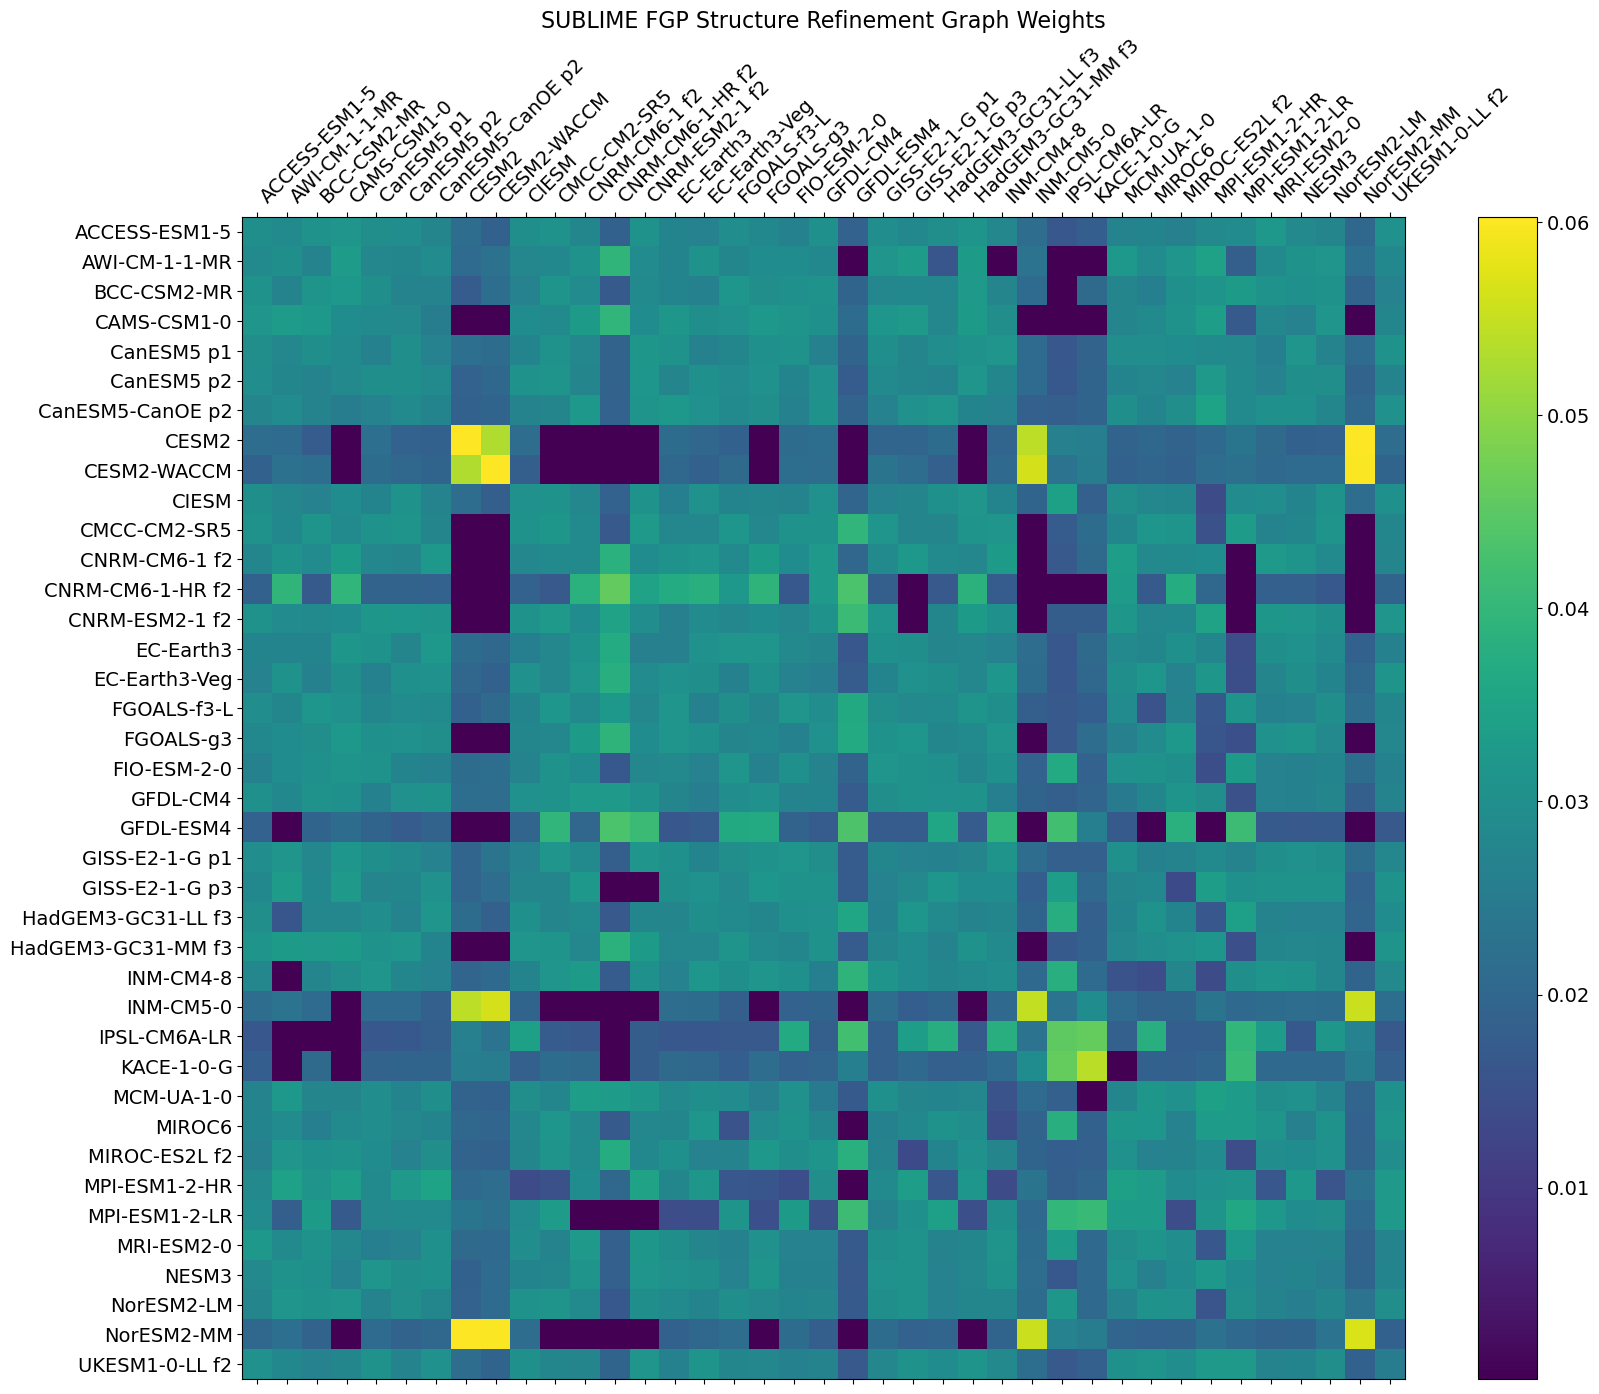 SUBLIME FGP Structure Refinement Graph Weights
ACCESS-ESM1-5
AWI-CM-1-1-MR
BCC-CSM2-MR
CAMS-CSM1-0
CanESM5 p1
CanESM5 p2
CanESM5-CanOE p2
CESM2
CESM2-WACCM
CIESM
CMCC-CM2-SR5
CNRM-CM6-1 f2
CNRM-CM6-1-HR f2
CNRM-ESM2-1 f2
EC-Earth3
EC-Earth3-Veg
FGOALS-f3-L
FGOALS-g3
FIO-ESM-2-0
GFDL-CM4
GFDL-ESM4
GISS-E2-1-G p1
GISS-E2-1-G p3
HadGEM3-GC31-LL f3
HadGEM3-GC31-MM f3
INM-CM4-8
INM-CM5-0
IPSL-CM6A-LR
KACE-1-0-G
MCM-UA-1-0
MIROC6
MIROC-ES2L f2
MPI-ESM1-2-HR
MPI-ESM1-2-LR
MRI-ESM2-0
NESM3
NorESM2-LM
NorESM2-MM
UKESM1-0-LL f2
ACCESS-ESM1-5
AWI-CM-1-1-MR
BCC-CSM2-MR
CAMS-CSM1-0
CanESM5 p1
CanESM5 p2
CanESM5-CanOE p2
CESM2
CESM2-WACCM
CIESM
CMCC-CM2-SR5
CNRM-CM6-1 f2
CNRM-CM6-1-HR f2
CNRM-ESM2-1 f2
EC-Earth3
EC-Earth3-Veg
FGOALS-f3-L
FGOALS-g3
FIO-ESM-2-0
GFDL-CM4
GFDL-ESM4
GISS-E2-1-G p1
GISS-E2-1-G p3
HadGEM3-GC31-LL f3
HadGEM3-GC31-MM f3
INM-CM4-8
INM-CM5-0
IPSL-CM6A-LR
KACE-1-0-G
MCM-UA-1-0
MIROC6
MIROC-ES2L f2
MPI-ESM1-2-HR
MPI-ESM1-2-LR
MRI-ESM2-0
NESM3
NorESM2-LM
NorESM2-MM
UKESM1-0-LL f2
0.06
0.05
0.04
0.03
0.02
0.01